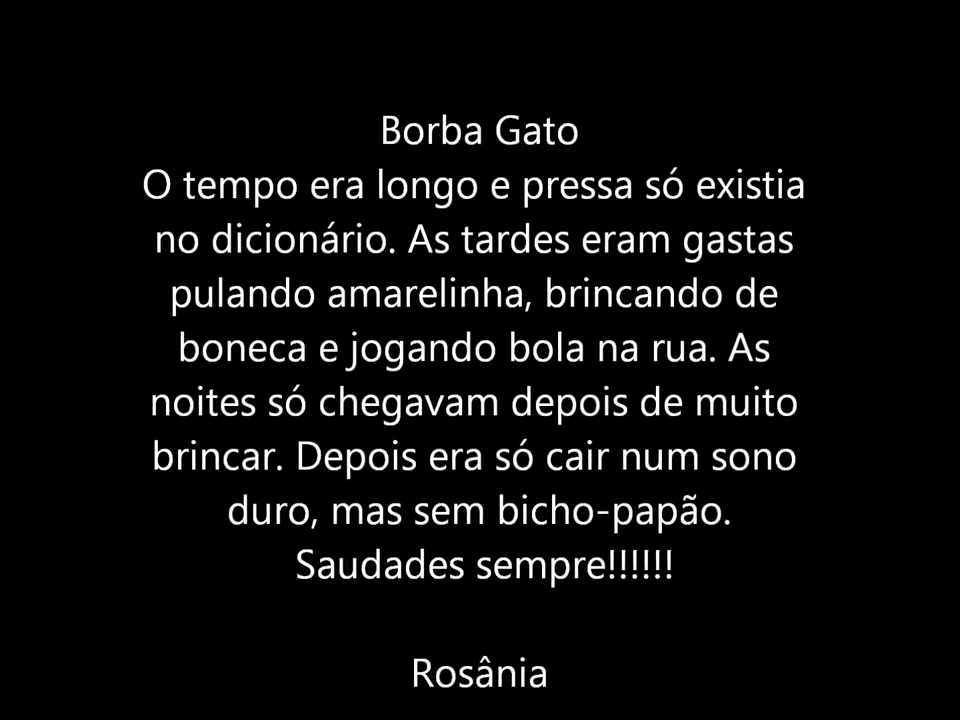 Borba Gato
O tempo era longo e pressa só existia
no dicionário. As tardes eram gastas
pulando amarelinha, brincando de
boneca e jogando bola na rua. As
noites só chegavam depois de muito
brincar. Depois era só cair num sono
duro, mas sem bicho-papão.
Saudades sempre!!!!!!
Rosânia